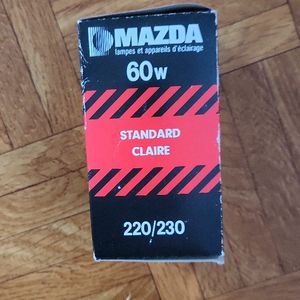 MAZDA
lampes et appareils d'éclairage
60W
STANDARD
CLAIRE
220/230